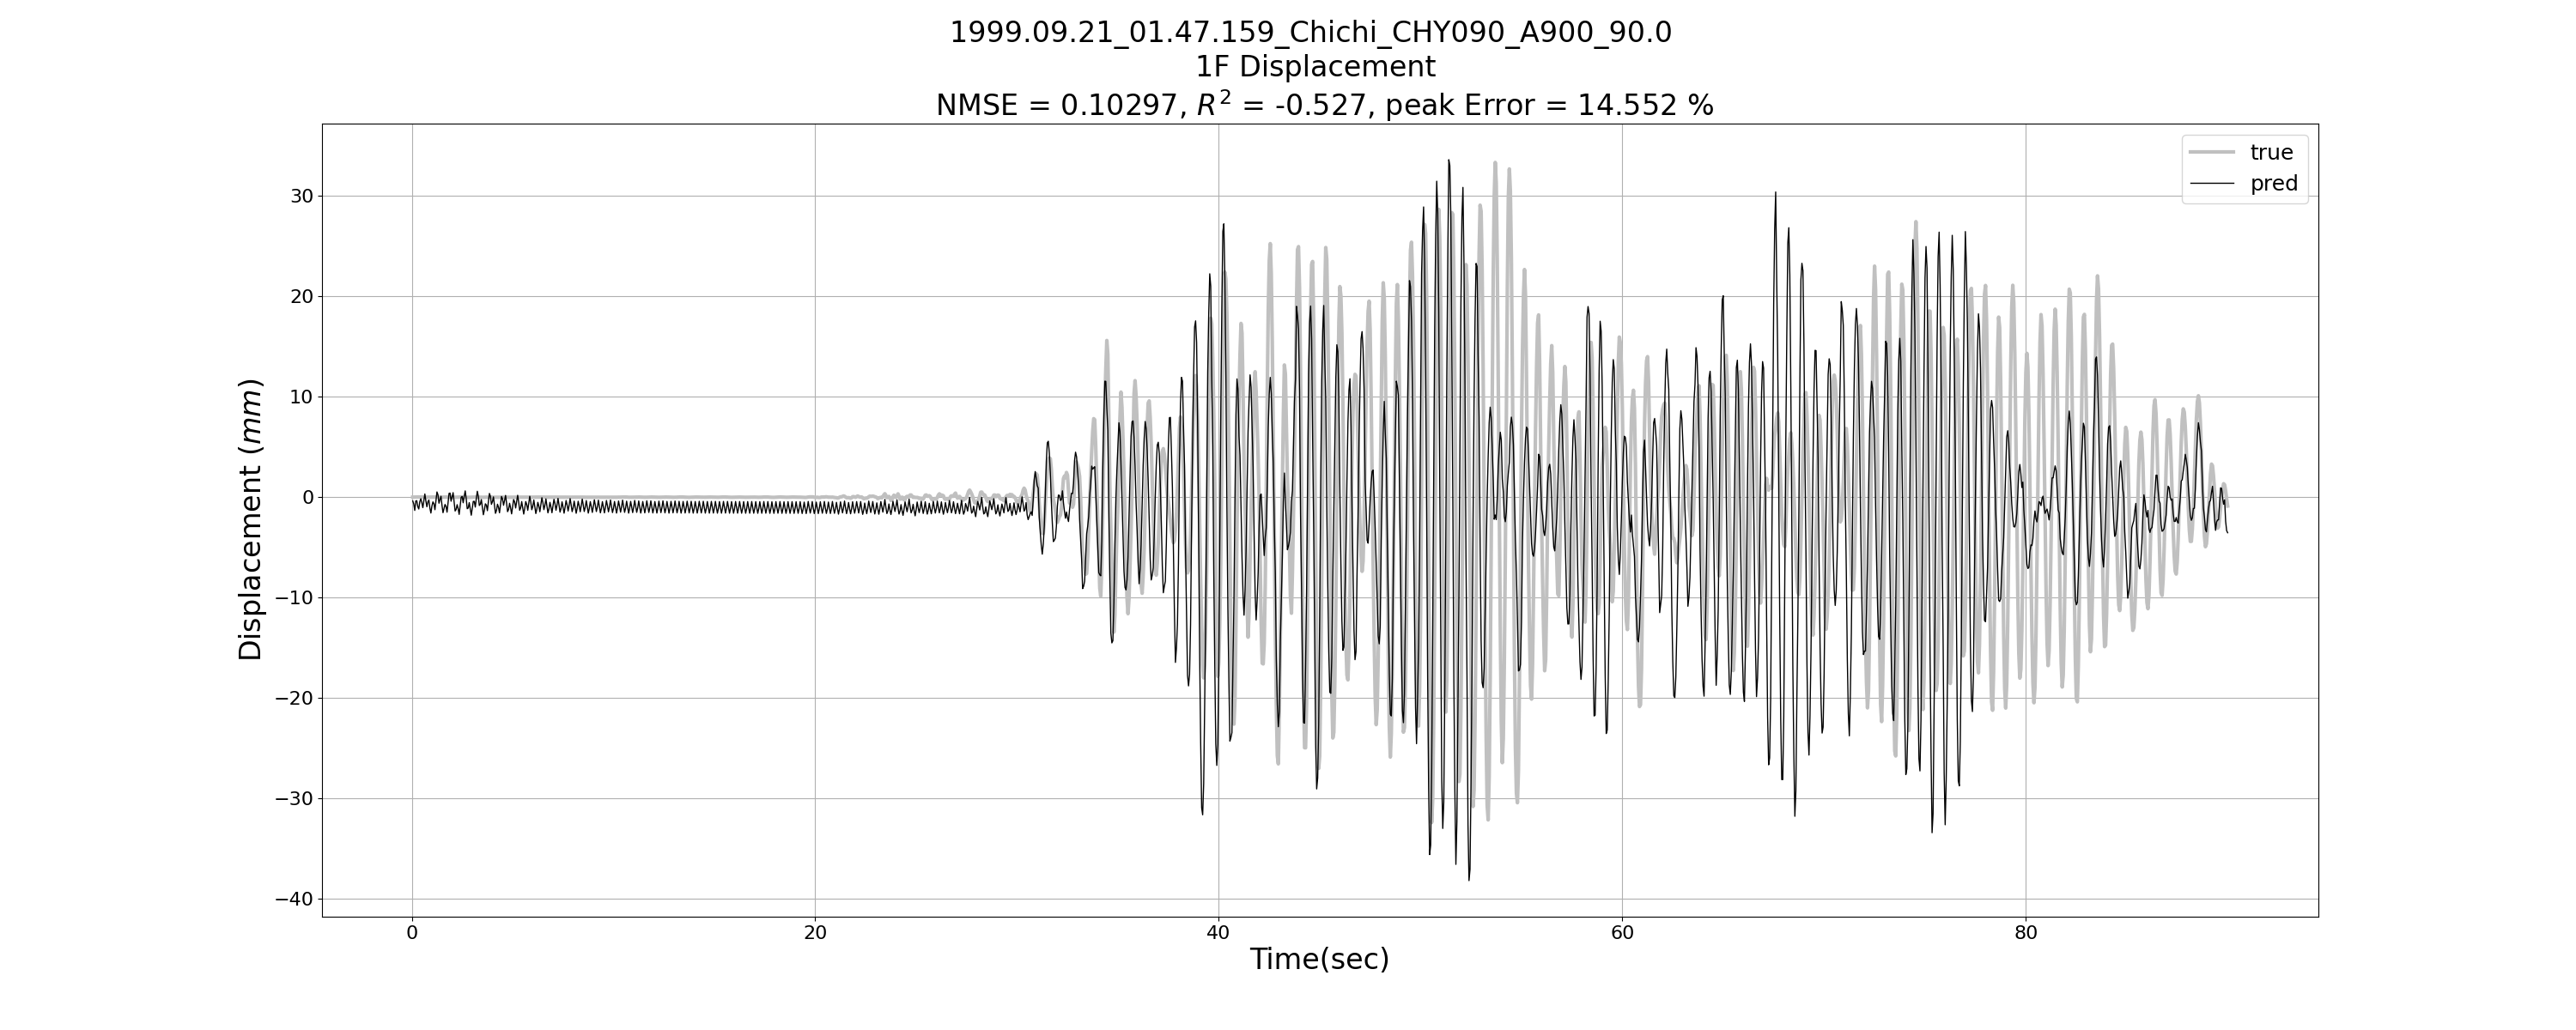 1999.09.21_01.47.159_Chichi_CHY090_A900_90.0
1F Displacement
NMSE = 0.10297, R² = -0.527, peak Error = 14.552 %
true
pred
Displacement (mm)
30
20
10
0
−10
−20
−30
−40
0 20 40 60 80
Time(sec)